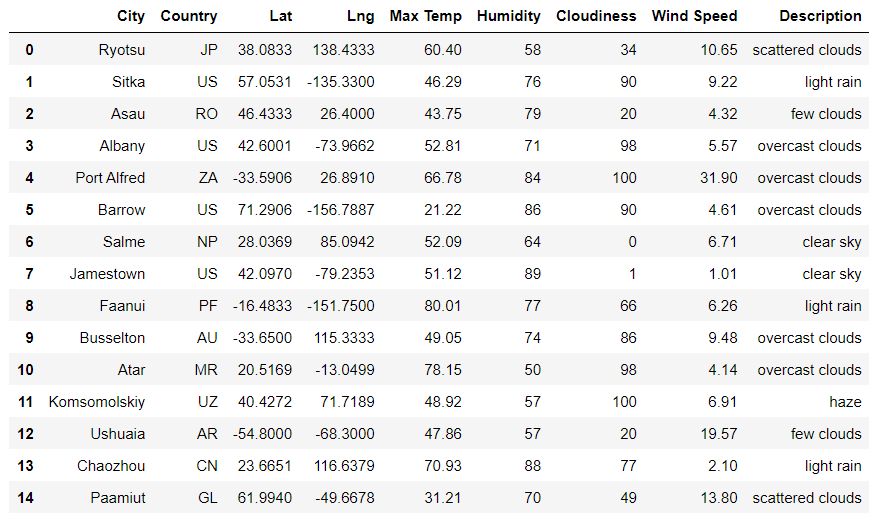 City Country Lat Lng Max Temp Humidity Cloudiness Wind Speed Description
0 Ryotsu JP 38.0833 138.4333 60.40 58 34 10.65 scattered clouds
1 Sitka US 57.0531 -135.3300 46.29 76 90 9.22 light rain
2 Asau RO 46.4333 26.4000 43.75 79 20 4.32 few clouds
3 Albany US 42.6001 -73.9662 52.81 71 98 5.57 overcast clouds
4 Port Alfred ZA -33.5906 26.8910 66.78 84 100 31.90 overcast clouds
5 Barrow US 71.2906 -156.7887 21.22 86 90 4.61 overcast clouds
6 Salme NP 28.0369 85.0942 52.09 64 0 6.71 clear sky
7 Jamestown US 42.0970 -79.2353 51.12 89 1 1.01 clear sky
8 Faanui PF -16.4833 -151.7500 80.01 77 66 6.26 light rain
9 Busselton AU -33.6500 115.3333 49.05 74 86 9.48 overcast clouds
10 Atar MR 20.5169 -13.0499 78.15 50 98 4.14 overcast clouds
11 Komsomolskiy UZ 40.4272 71.7189 48.92 57 100 6.91 haze
12 Ushuaia AR -54.8000 -68.3000 47.86 57 20 19.57 few clouds
13 Chaozhou CN 23.6651 116.6379 70.93 88 77 2.10 light rain
14 Paamiut GL 61.9940 -49.6678 31.21 70 49 13.80 scattered clouds